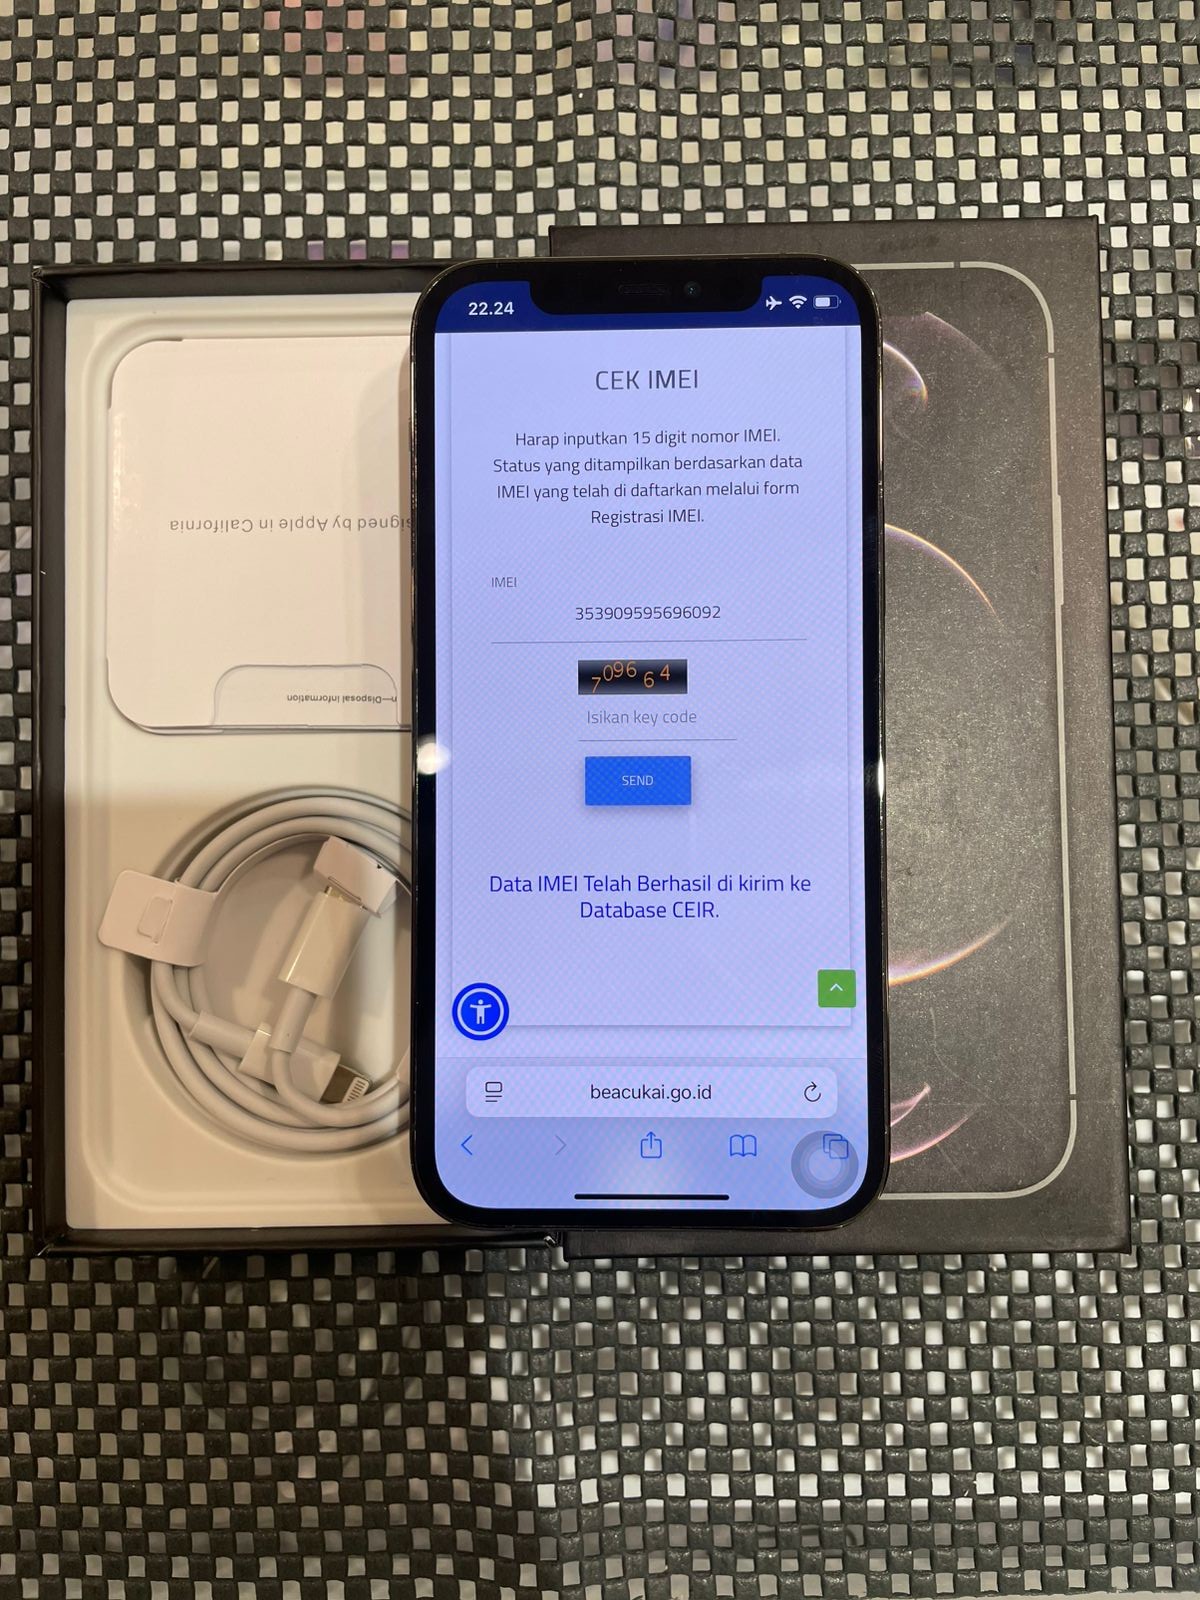 22.24
CEK IMEI
Harap inputkan 15 digit nomor IMEI.
Status yang ditampilkan berdasarkan data
IMEI yang telah di daftarkan melalui form
Registrasi IMEI.
IMEI
353909595696092
709664
Isikan key code
SEND
Data IMEI Telah Berhasil di kirim ke
Database CEIR.
beacukai.go.id
signed by Apple in California
n—Disposal information